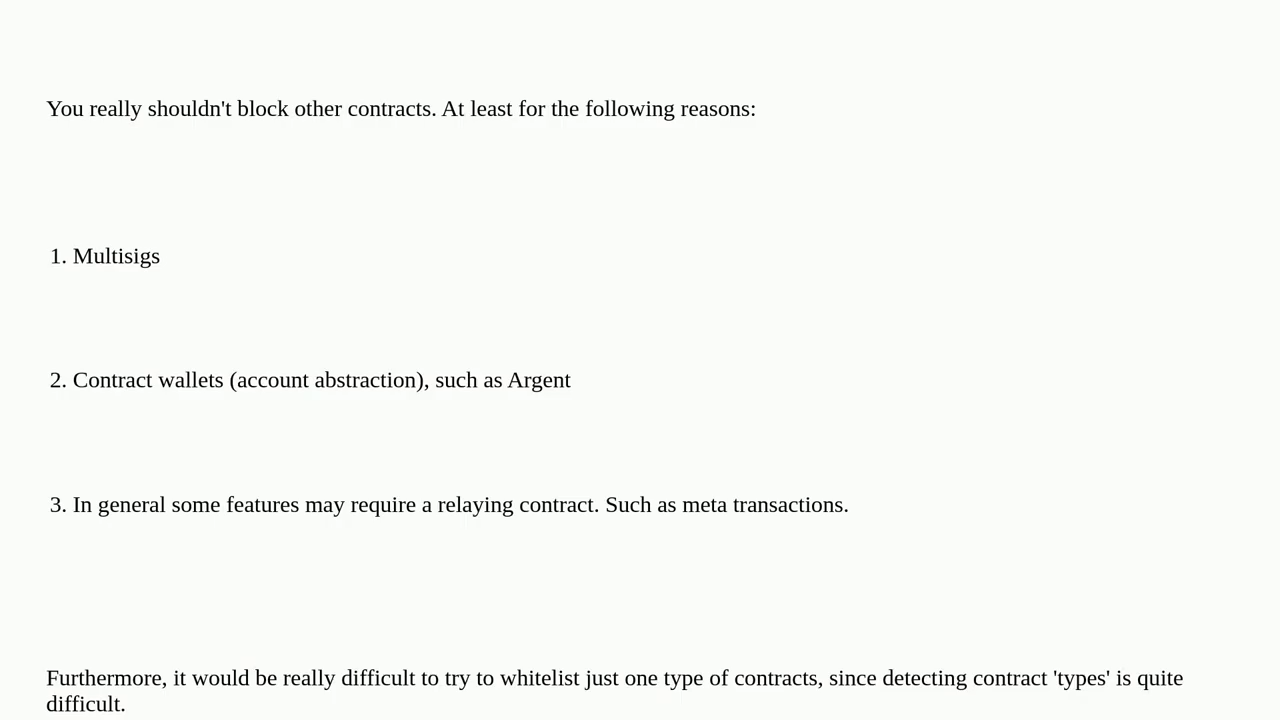 You really shouldn't block other contracts. At least for the following reasons:
1. Multisigs
2. Contract wallets (account abstraction), such as Argent
3. In general some features may require a relaying contract. Such as meta transactions.
Furthermore, it would be really difficult to try to whitelist just one type of contracts, since detecting contract 'types' is quite
difficult.